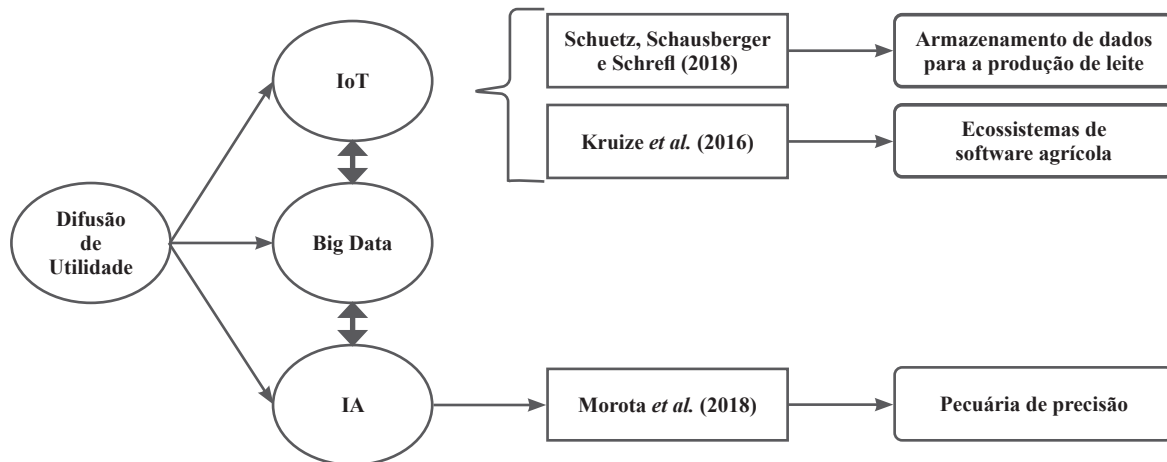 Difusão
de
Utilidade
IoT
Big Data
IA
Schuetz, Schausberger
e Schrefl (2018)
Armazenamento de dados
para a produção de leite
Kruize et al. (2016)
Ecossistemas de
software agrícola
Morota et al. (2018)
Pecuária de precisão